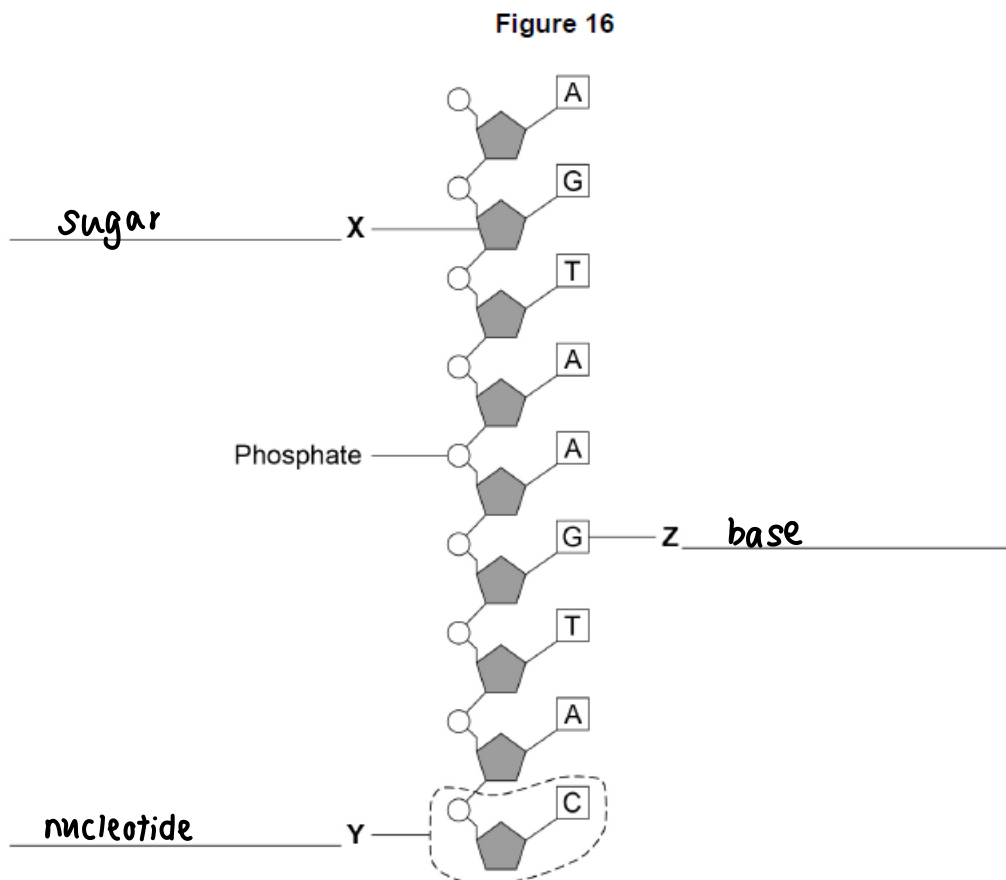 Figure 16
A
G
sugar X
T
A
Phosphate
A
G Z base
T
A
C
nucleotide Y